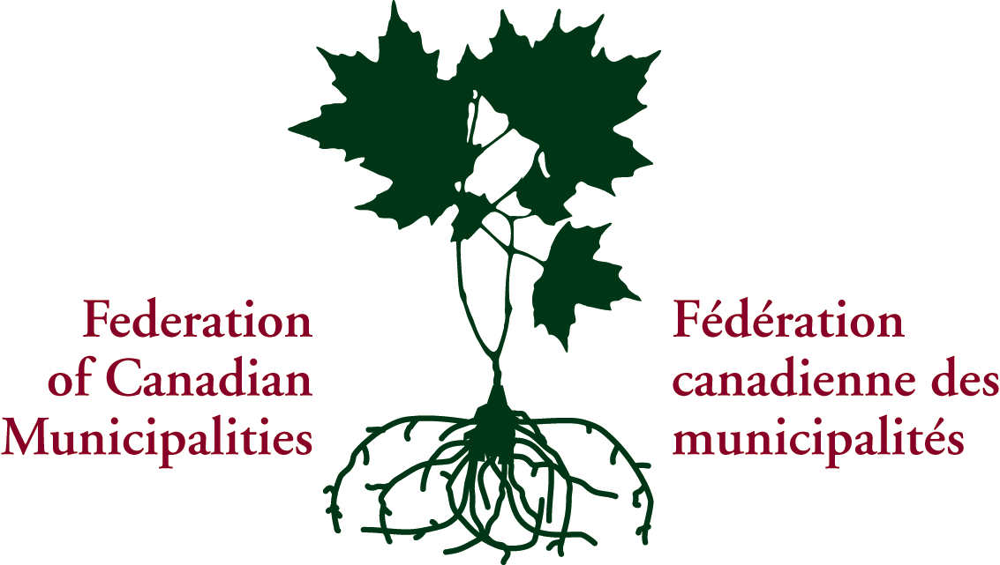 Federation
of Canadian
Municipalities
Fédération
canadienne des
municipalités